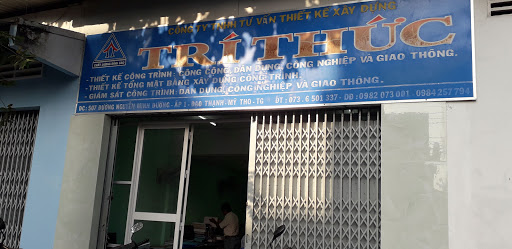 CÔNG TY TNHH TƯ VẤN THIẾT KẾ XÂY DỰNG
TRÍ THỨC
- THIẾT KẾ CÔNG TRÌNH: CÔNG CỘNG, DÂN DỤNG, CÔNG NGHIỆP VÀ GIAO THÔNG.
- THIẾT KẾ TỔNG MẶT BẰNG XÂY DỰNG CÔNG TRÌNH.
- GIÁM SÁT CÔNG TRÌNH: DÂN DỤNG, CÔNG NGHIỆP VÀ GIAO THÔNG.
ĐC: 507 ĐƯỜNG NGUYỄN MINH ĐƯỜNG - ẤP 1 - ĐẠO THẠNH - MỸ THO - TG * ĐT: 073. 6 501 337 - DĐ: 0982 073 001 - 0984 257 794